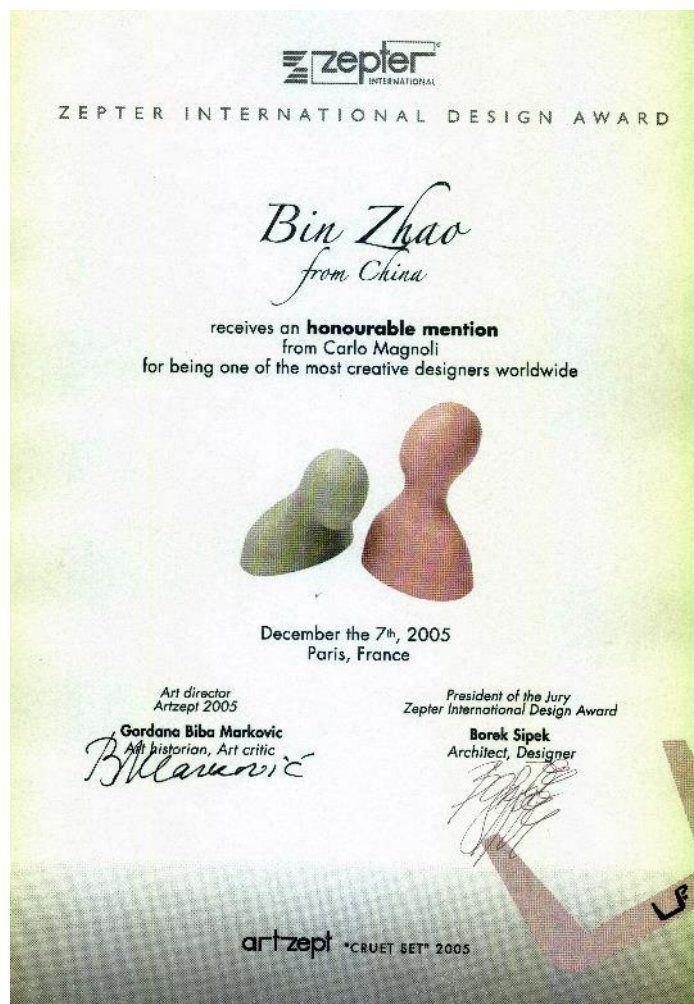 zepter
INTERNATIONAL
ZEPTER INTERNATIONAL DESIGN AWARD
Bin Zhao
from China
receives an honourable mention
from Carlo Magnoli
for being one of the most creative designers worldwide
December the 7th, 2005
Paris, France
Art director
Artzept 2005
Gordana Biba Markovic
Art historian, Art critic
BMarković
President of the Jury
Zepter International Design Award
Borek Sipek
Architect, Designer
artzept "CRUET SET" 2005